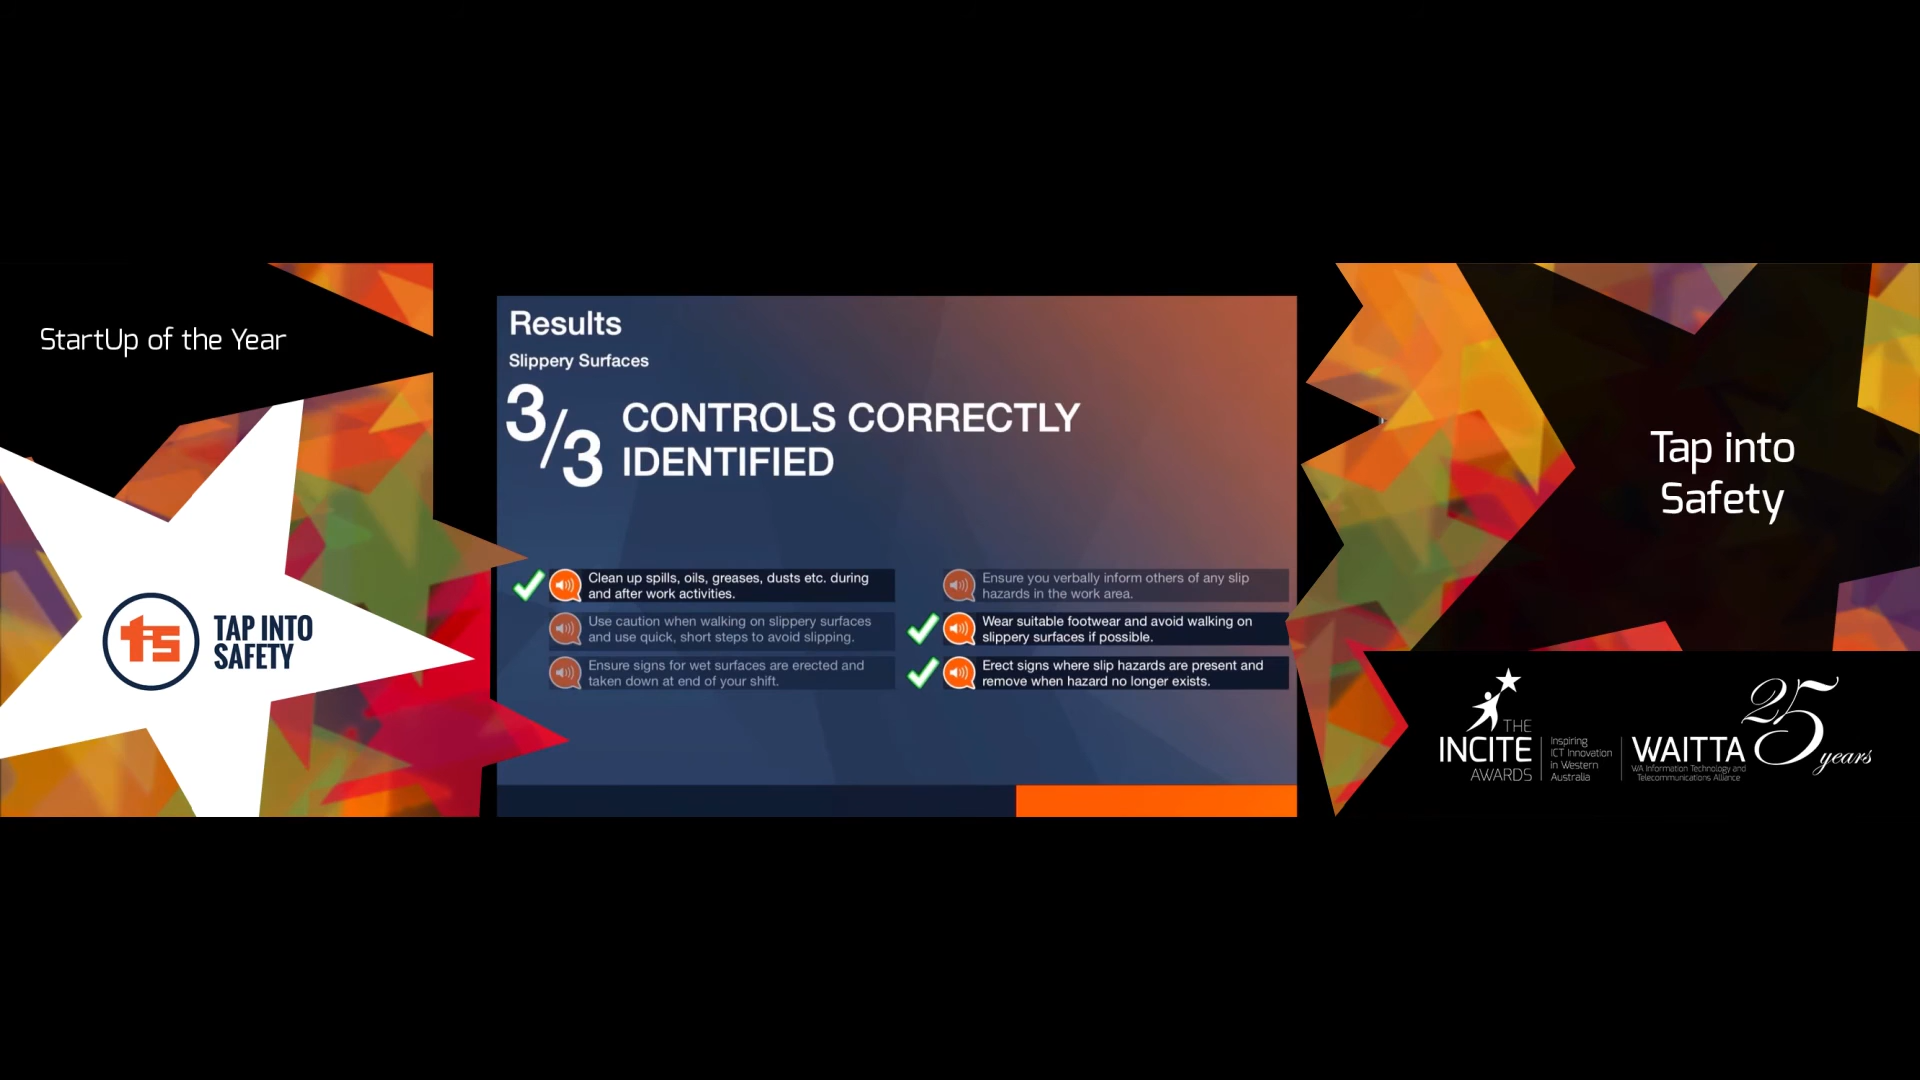 StartUp of the Year
TAP INTO
SAFETY
Results
Slippery Surfaces
3/3
CONTROLS CORRECTLY
IDENTIFIED
Clean up spills, oils, greases, dusts etc. during
and after work activities.
Use caution when walking on slippery surfaces
and use quick, short steps to avoid slipping.
Ensure signs for wet surfaces are erected and
taken down at end of your shift.
Ensure you verbally inform others of any slip
hazards in the work area.
Wear suitable footwear and avoid walking on
slippery surfaces if possible.
Erect signs where slip hazards are present and
remove when hazard no longer exists.
Tap into
Safety
THE
INCITE
AWARDS
Inspiring
ICT Innovation
in Western
Australia
WAITTA
WA Information Technology and
Telecommunications Alliance
25
years